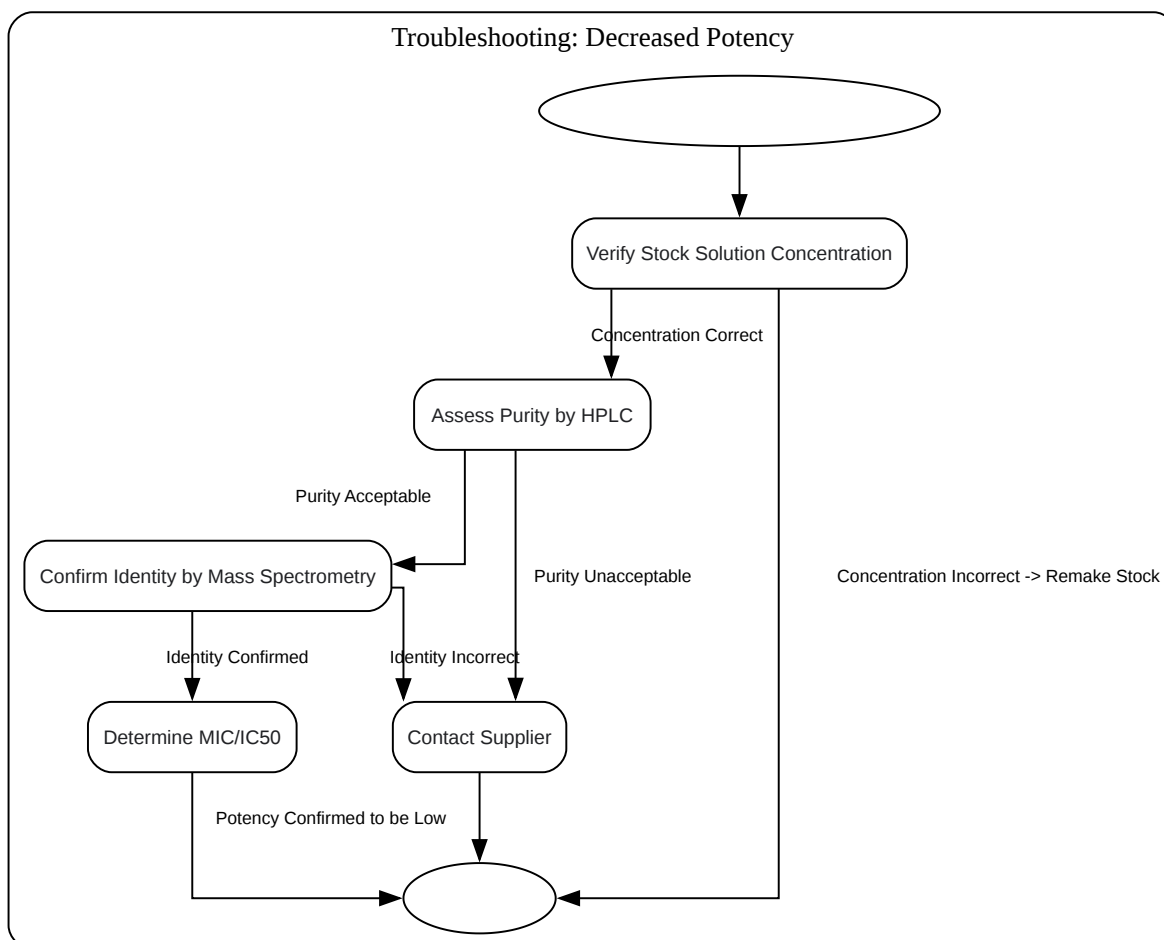 Troubleshooting: Decreased Potency
Verify Stock Solution Concentration
Concentration Correct
Assess Purity by HPLC
Purity Acceptable
Confirm Identity by Mass Spectrometry
Purity Unacceptable
Concentration Incorrect -> Remake Stock
Identity Confirmed
Identity Incorrect
Determine MIC/IC50
Contact Supplier
Potency Confirmed to be Low